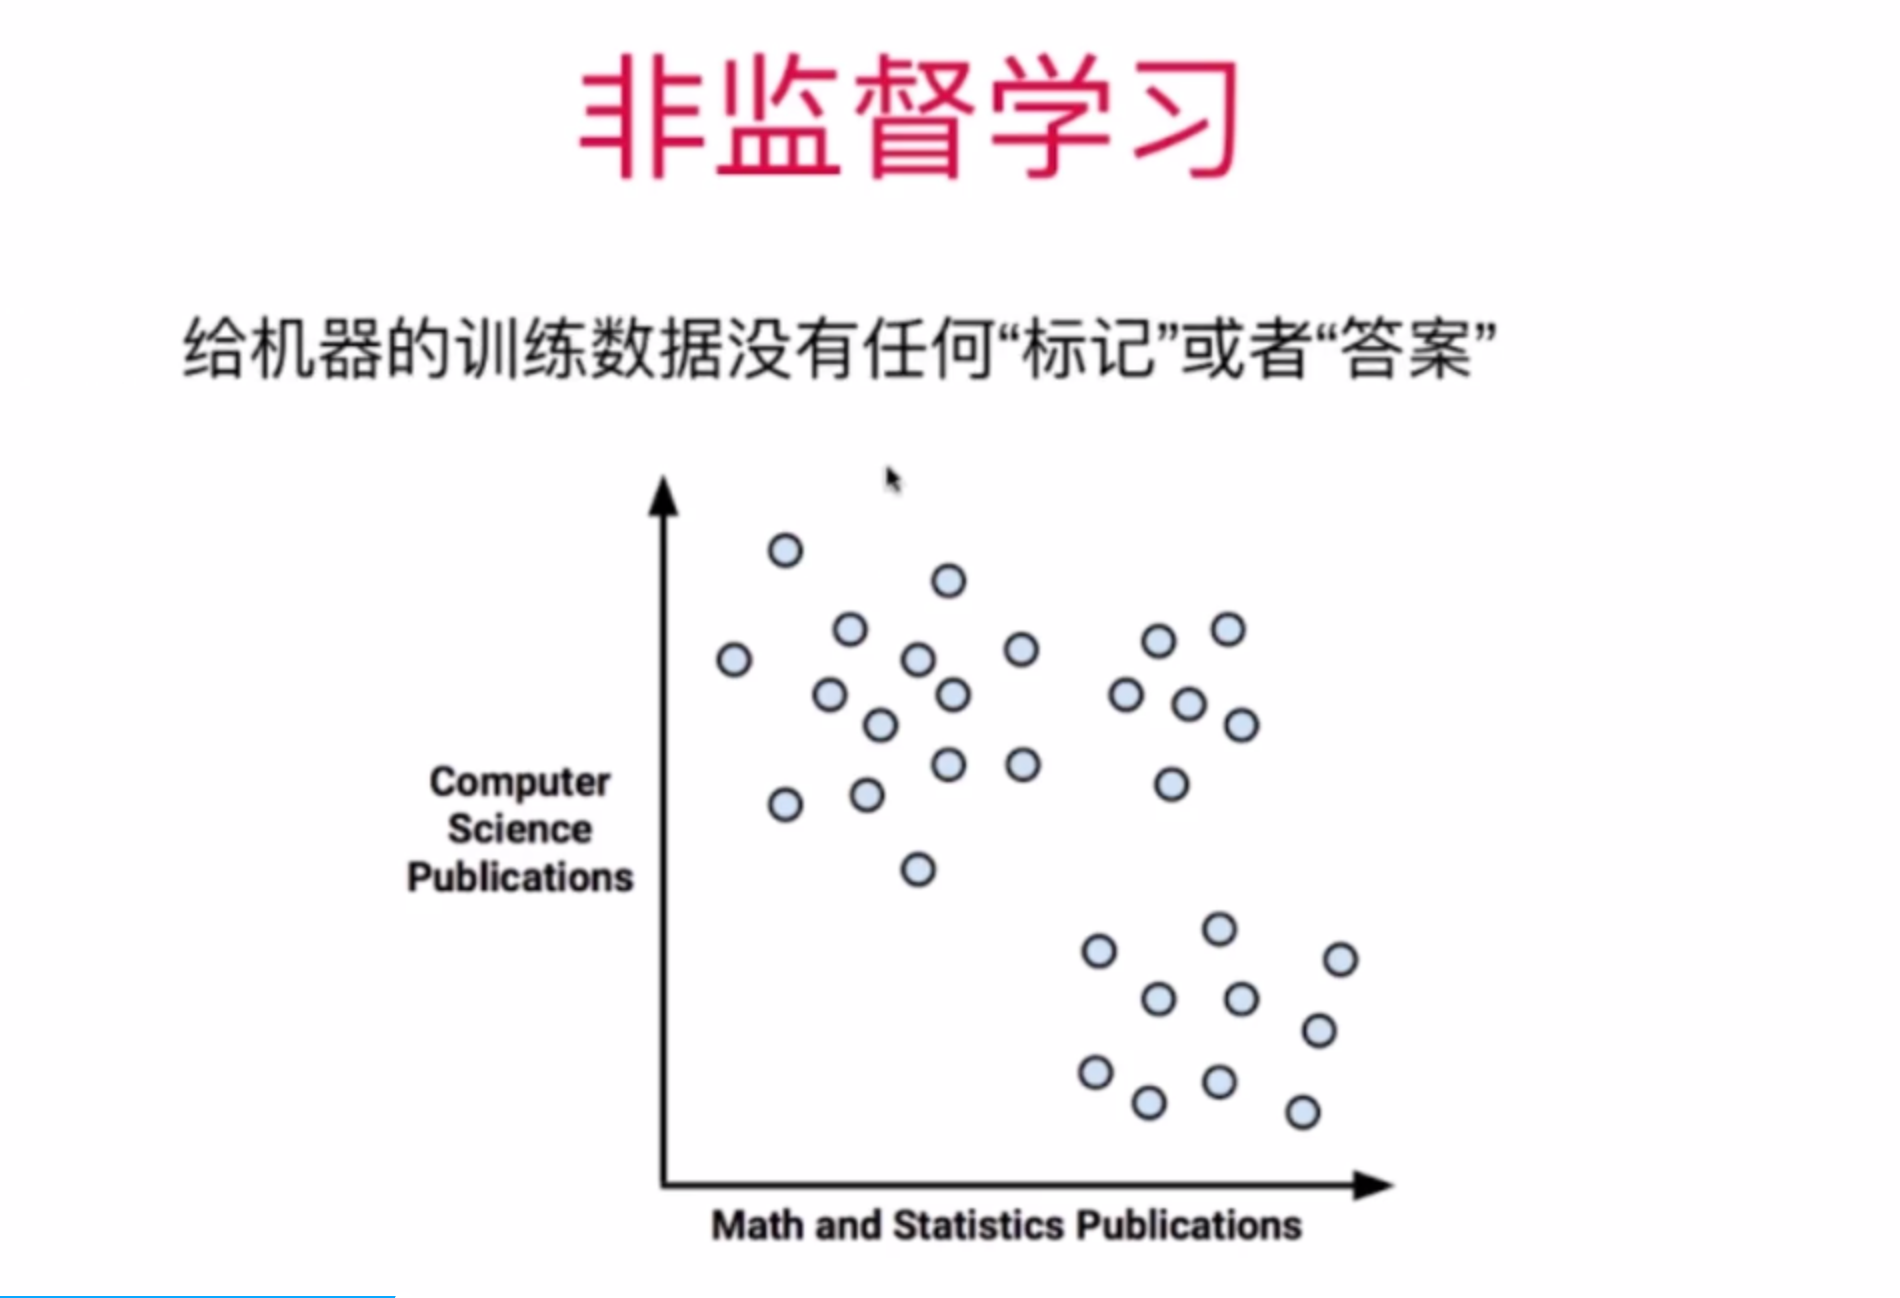 非监督学习
给机器的训练数据没有任何“标记”或者“答案”
Computer
Science
Publications
Math and Statistics Publications